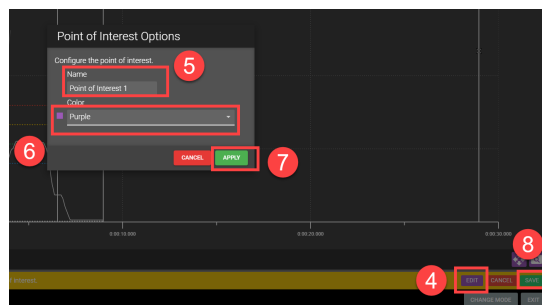 Point of Interest Options
Configure the point of interest.
5
Name
Point of Interest 1
Color
Purple
6
CANCEL APPLY
7
0:00:10.000 0:00:20.000 0:00:30.000
8
interest.
4
EDIT CANCEL SAVE
CHANGE MODE EXIT